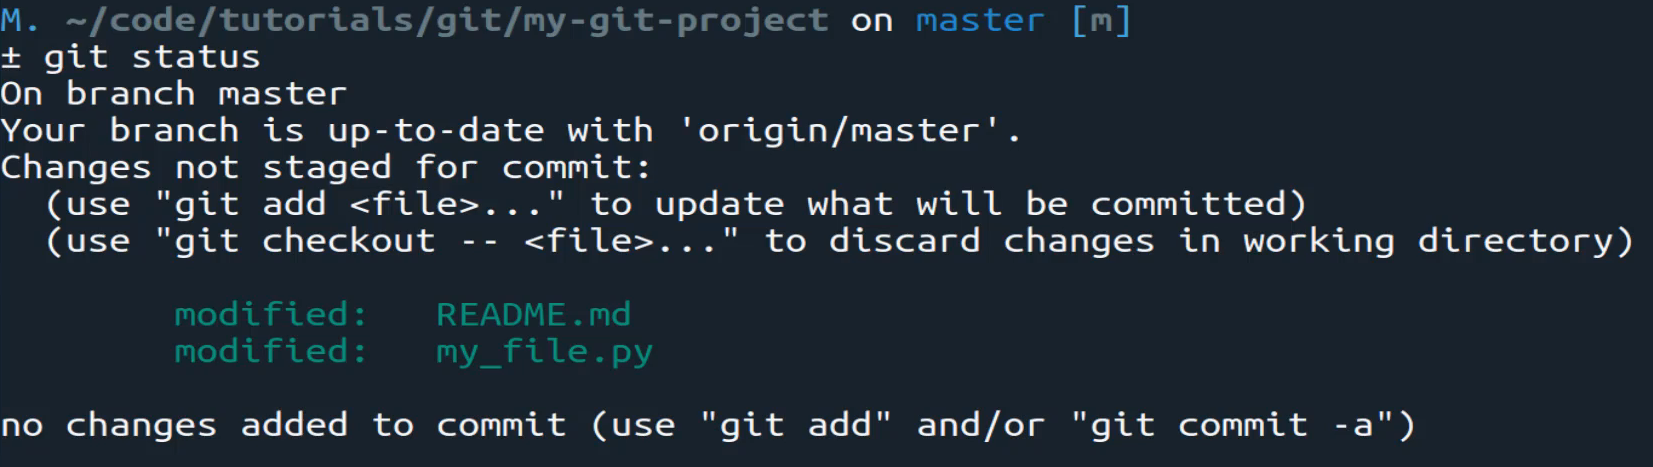 M. ~/code/tutorials/git/my-git-project on master [m]
± git status
On branch master
Your branch is up-to-date with 'origin/master'.
Changes not staged for commit:
  (use "git add <file>..." to update what will be committed)
  (use "git checkout -- <file>..." to discard changes in working directory)
        modified:   README.md
        modified:   my_file.py
no changes added to commit (use "git add" and/or "git commit -a")